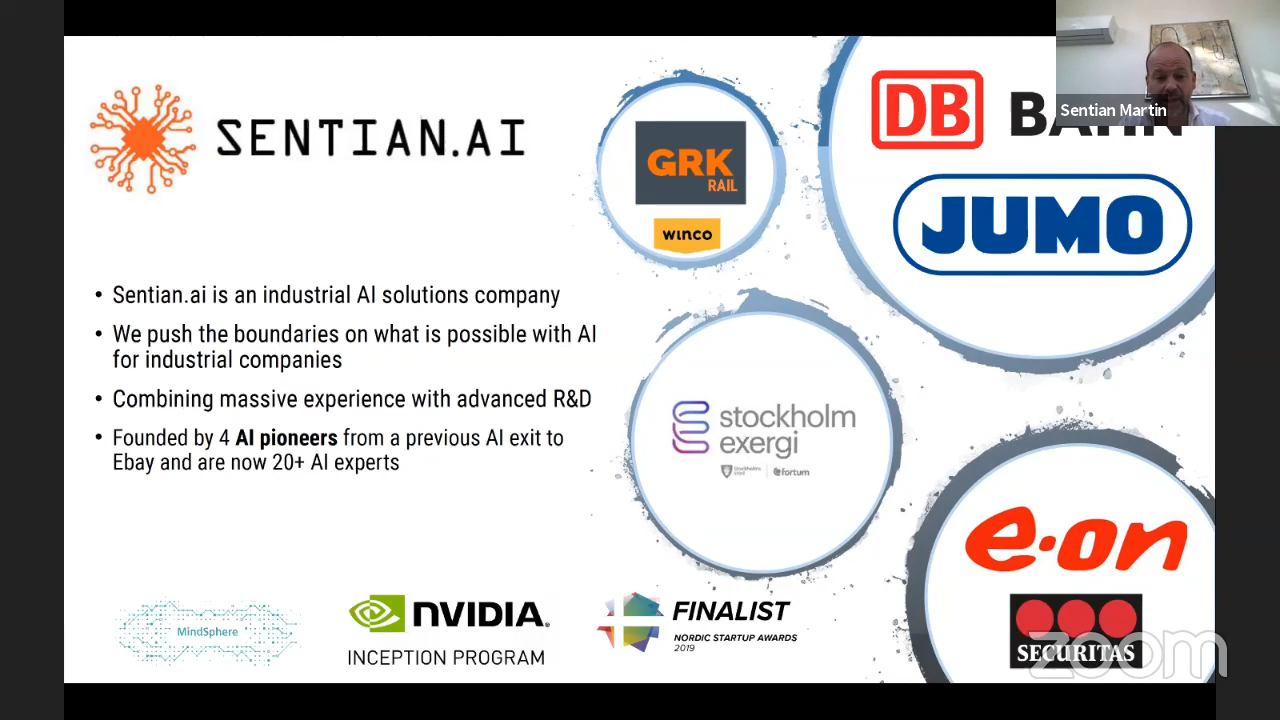 SENTIAN.AI
• Sentian.ai is an industrial AI solutions company
• We push the boundaries on what is possible with AI
for industrial companies
• Combining massive experience with advanced R&D
• Founded by 4 AI pioneers from a previous AI exit to
Ebay and are now 20+ AI experts
GRK
RAIL
winco
DB BAHN
Sentian Martin
JUMO
stockholm
exergi
fortum
e·on
SECURITAS
MindSphere
NVIDIA.
INCEPTION PROGRAM
FINALIST
NORDIC STARTUP AWARDS
2019
zoom